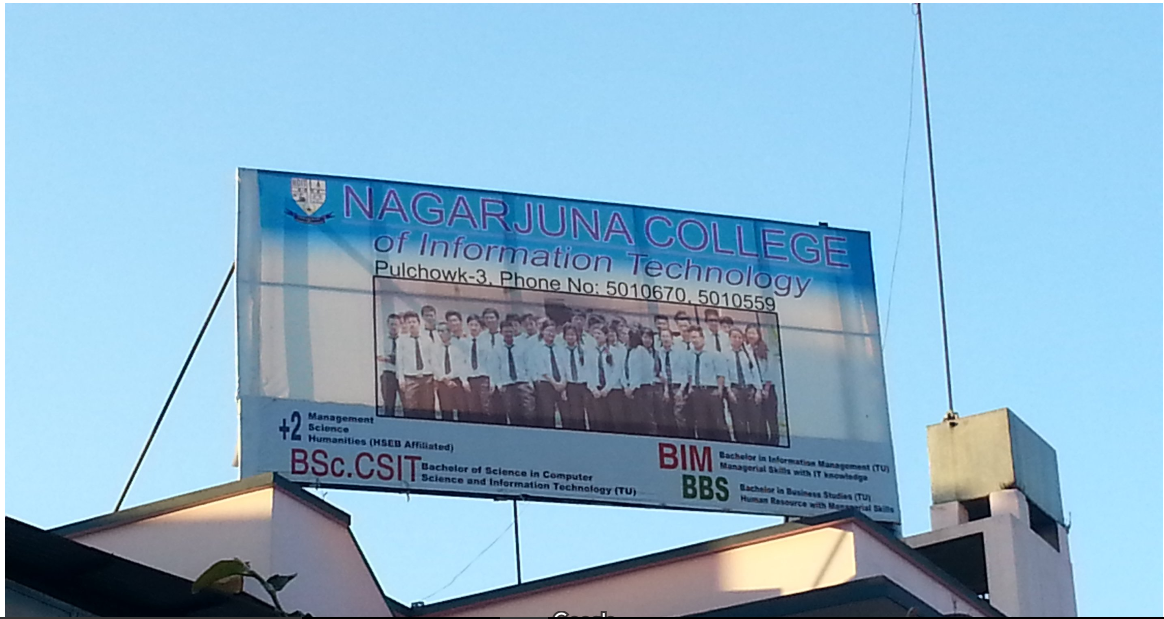 NAGARJUNA COLLEGE
of Information Technology
Pulchowk-3, Phone No: 5010670, 5010559
+2
Management
Science
Humanities (HSEB Affiliated)
BSc.CSIT
Bachelor of Science in Computer
Science and Information Technology (TU)
BIM
Bachelor in Information Management (TU)
Managerial Skills with IT knowledge
BBS
Bachelor in Business Studies (TU)
Human Resource with Managerial Skills